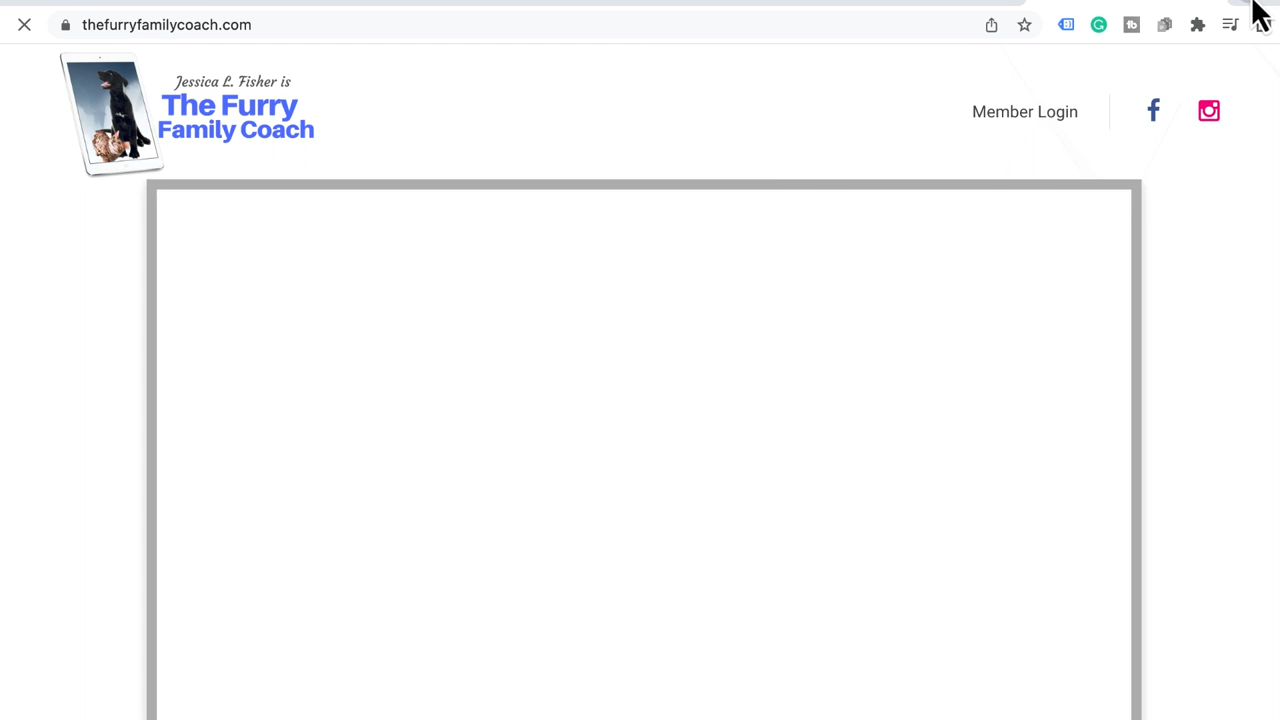 thefurryfamilycoach.com
Jessica L. Fisher is
The Furry
Family Coach
Member Login